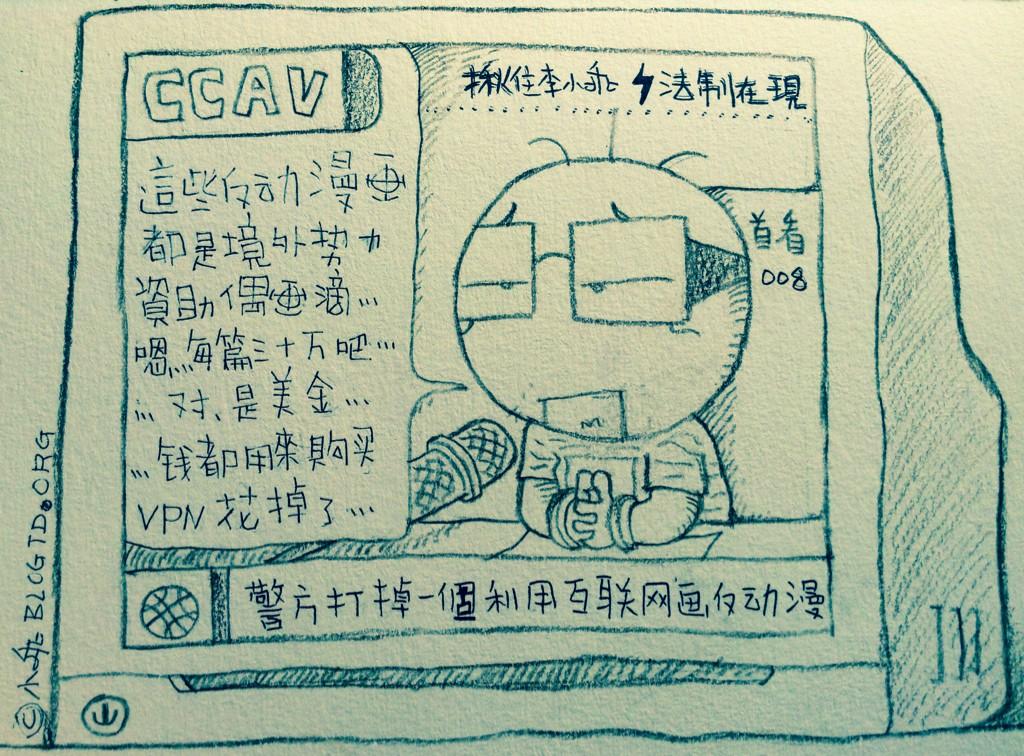 CCAV
揪住李小乖 法制在現
這些反动漫画
都是境外势力
資助偶画滴...
嗯,,,,每篇三十万吧...
... 对、是美金...
...钱都用來購买
VPN花掉了...
首看
008
M
警方打掉一個利用互联网画反动漫
山
© 小乖 BLOGTD.ORG